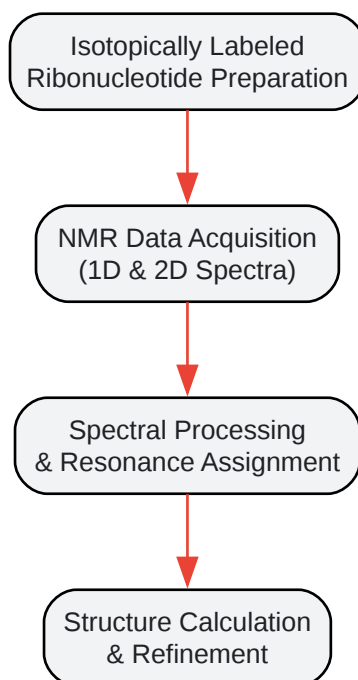 Isotopically Labeled
Ribonucleotide Preparation
NMR Data Acquisition
(1D & 2D Spectra)
Spectral Processing
& Resonance Assignment
Structure Calculation
& Refinement